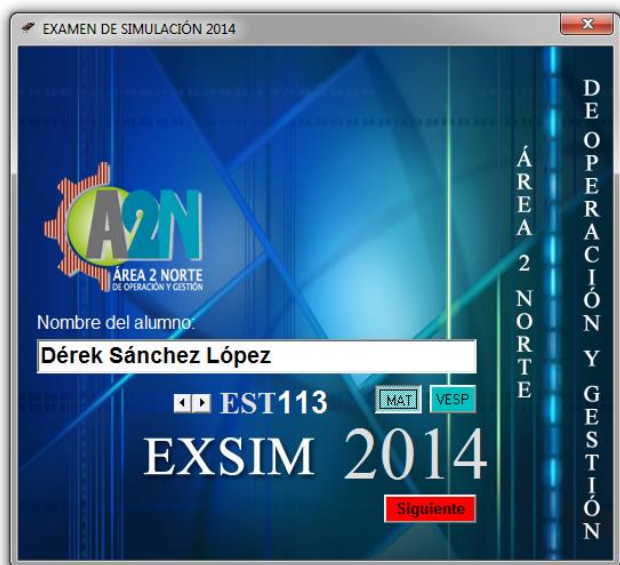 EXAMEN DE SIMULACIÓN 2014
A2N
ÁREA 2 NORTE
DE OPERACIÓN Y GESTIÓN
Nombre del alumno:
Dérek Sánchez López
EST113
MAT
VESP
EXSIM 2014
Siguiente
ÁREA 2 NORTE
DE OPERACIÓN Y GESTIÓN